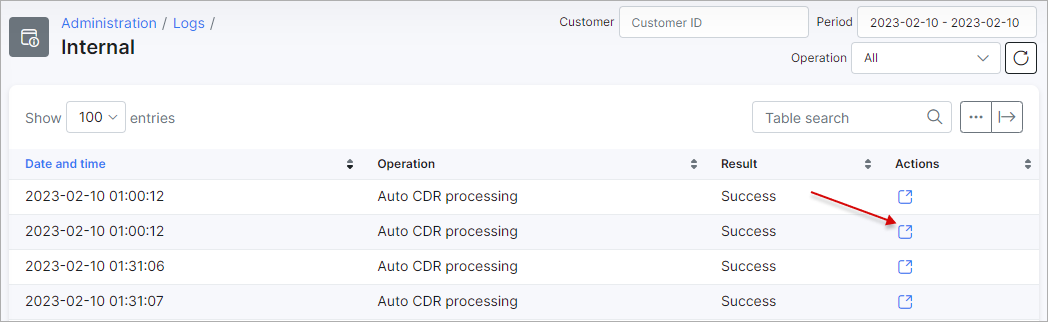 Administration / Logs /
Internal
Customer Customer ID Period 2023-02-10 - 2023-02-10
Operation All
Show 100 entries Table search
Date and time Operation Result Actions
2023-02-10 01:00:12 Auto CDR processing Success
2023-02-10 01:00:12 Auto CDR processing Success
2023-02-10 01:31:06 Auto CDR processing Success
2023-02-10 01:31:07 Auto CDR processing Success